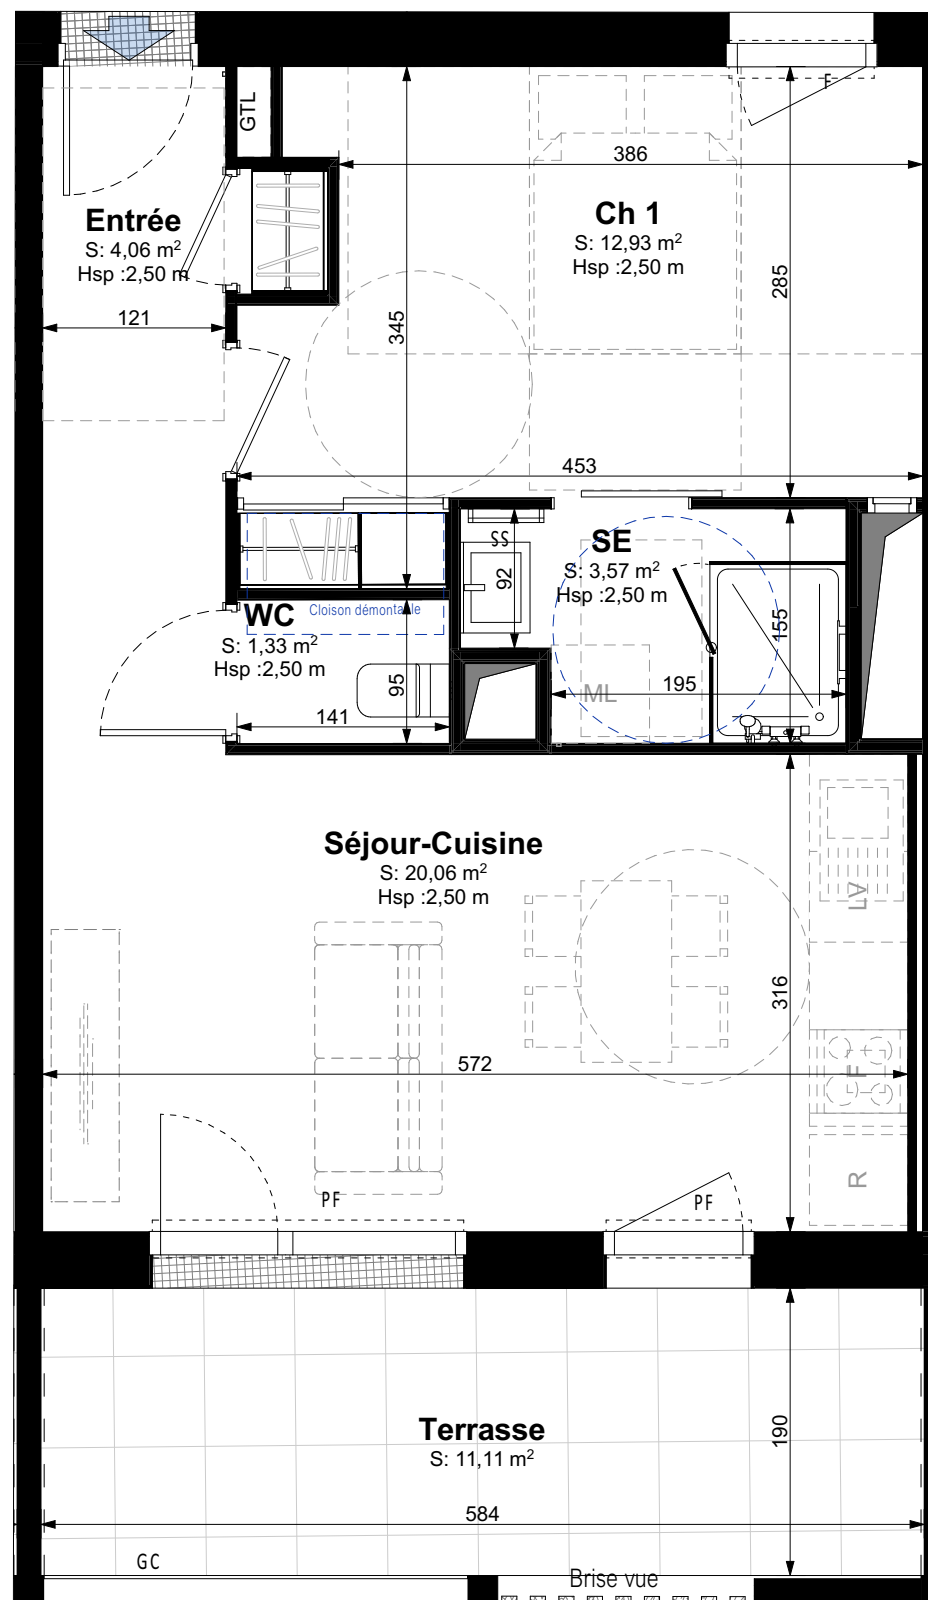 GTL
F
386
Entrée
S: 4,06 m²
Hsp :2,50 m
Ch 1
S: 12,93 m²
Hsp :2,50 m
285
121
345
453
SS
92
SE
S: 3,57 m²
Hsp :2,50 m
155
Cloison démontable
WC
S: 1,33 m²
Hsp :2,50 m
95
141
ML
195
Séjour-Cuisine
S: 20,06 m²
Hsp :2,50 m
LV
316
572
F
R
PF
PF
Terrasse
S: 11,11 m²
190
584
GC
Brise vue